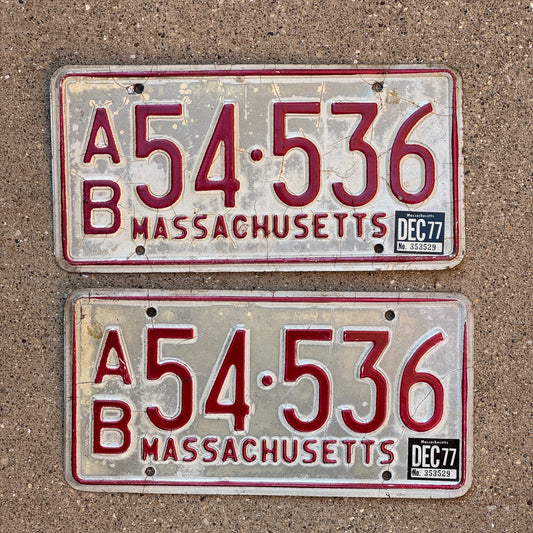 AB 54·536
MASSACHUSETTS
Massachusetts
DEC 77
No. 353529
AB 54·536
MASSACHUSETTS
Massachusetts
DEC 77
No. 353529